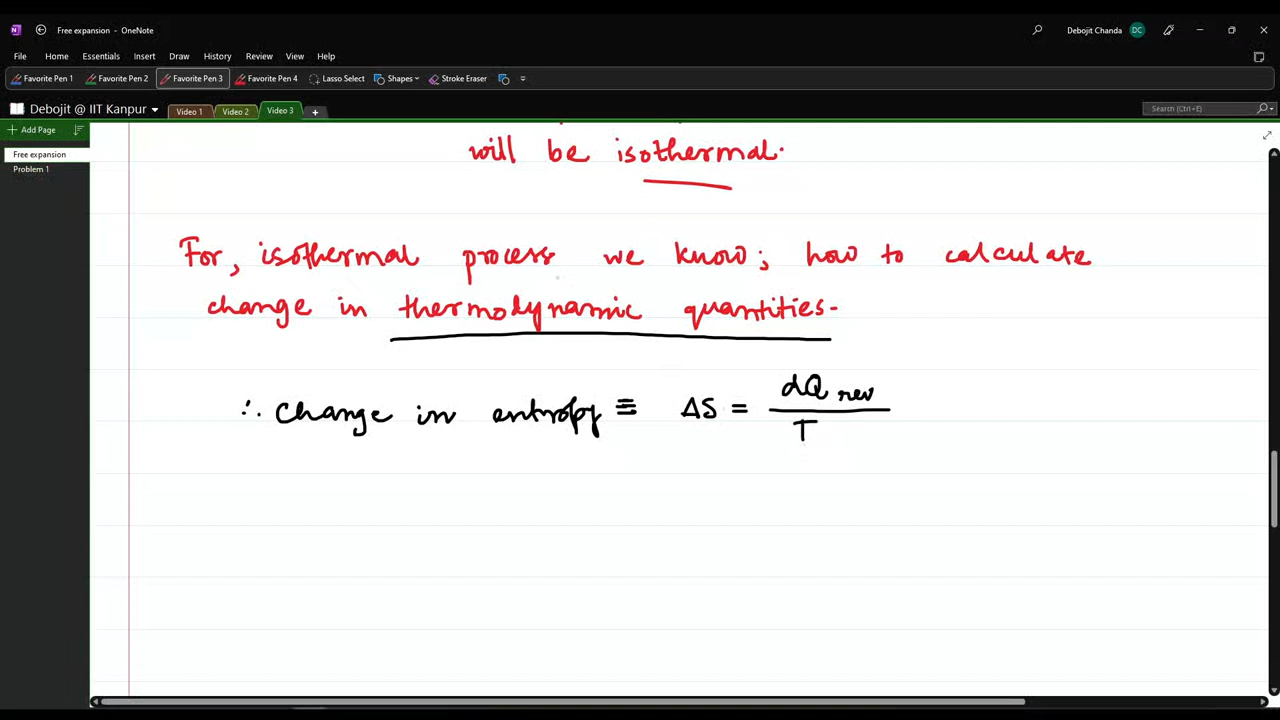 Free expansion - OneNote
Debojit Chanda DC
File Home Essentials Insert Draw History Review View Help
Favorite Pen 1 Favorite Pen 2 Favorite Pen 3 Favorite Pen 4 Lasso Select Shapes Stroke Eraser
Debojit @ IIT Kanpur Video 1 Video 2 Video 3 Search (Ctrl+E)
Add Page
Free expansion
Problem 1
will be isothermal.
For, isothermal process we know; how to calculate
change in thermodynamic quantities.
∴ change in entropy ≡ ΔS = dQ rev / T